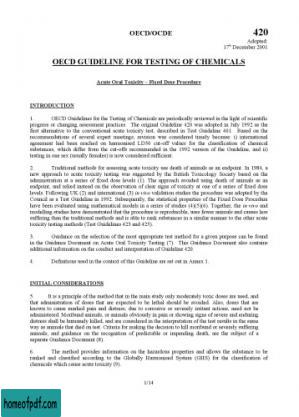 OECD/OCDE
420
Adopted:
17th December 2001
OECD GUIDELINE FOR TESTING OF CHEMICALS
Acute Oral Toxicity – Fixed Dose Procedure
INTRODUCTION
1. OECD Guidelines for the Testing of Chemicals are periodically reviewed in the light of scientific
progress or changing assessment practices. The original Guideline 420 was adopted in July 1992 as the
first alternative to the conventional acute toxicity test, described in Test Guideline 401. Based on the
recommendations of several expert meetings, revision was considered timely because: i) international
agreement had been reached on harmonised LD50 cut-off values for the classification of chemical
substances, which differ from the cut-offs recommended in the 1992 version of the Guideline, and ii)
testing in one sex (usually females) is now considered sufficient.
2. Traditional methods for assessing acute toxicity use death of animals as an endpoint. In 1984, a
new approach to acute toxicity testing was suggested by the British Toxicology Society based on the
administration at a series of fixed dose levels (1). The approach avoided using death of animals as an
endpoint, and relied instead on the observation of clear signs of toxicity at one of a series of fixed dose
levels. Following UK (2) and international (3) in vivo validation studies the procedure was adopted by the
Council as a Test Guideline in 1992. Subsequently, the statistical properties of the Fixed Dose Procedure
have been evaluated using mathematical models in a series of studies (4)(5)(6). Together, the in vivo and
modelling studies have demonstrated that the procedure is reproducible, uses fewer animals and causes less
suffering than the traditional methods and is able to rank substances in a similar manner to the other acute
toxicity testing methods (Test Guidelines 423 and 425).
3. Guidance on the selection of the most appropriate test method for a given purpose can be found
in the Guidance Document on Acute Oral Toxicity Testing (7). This Guidance Document also contains
additional information on the conduct and interpretation of Guideline 420.
4. Definitions used in the context of this Guideline are set out in Annex 1.
INITIAL CONSIDERATIONS
5. It is a principle of the method that in the main study only moderately toxic doses are used, and
that administration of doses that are expected to be lethal should be avoided. Also, doses that are
known to cause marked pain and distress, due to corrosive or severely irritant actions, need not be
administered. Moribund animals, or animals obviously in pain or showing signs of severe and enduring
distress shall be humanely killed, and are considered in the interpretation of the test results in the same
way as animals that died on test. Criteria for making the decision to kill moribund or severely suffering
animals, and guidance on the recognition of predictable or impending death, are the subject of a
separate Guidance Document (8).
6. The method provides information on the hazardous properties and allows the substance to be
ranked and classified according to the Globally Harmonised System (GHS) for the classification of
chemicals which cause acute toxicity (9).
1/14
homeofpdf.com
homeofpdf.com